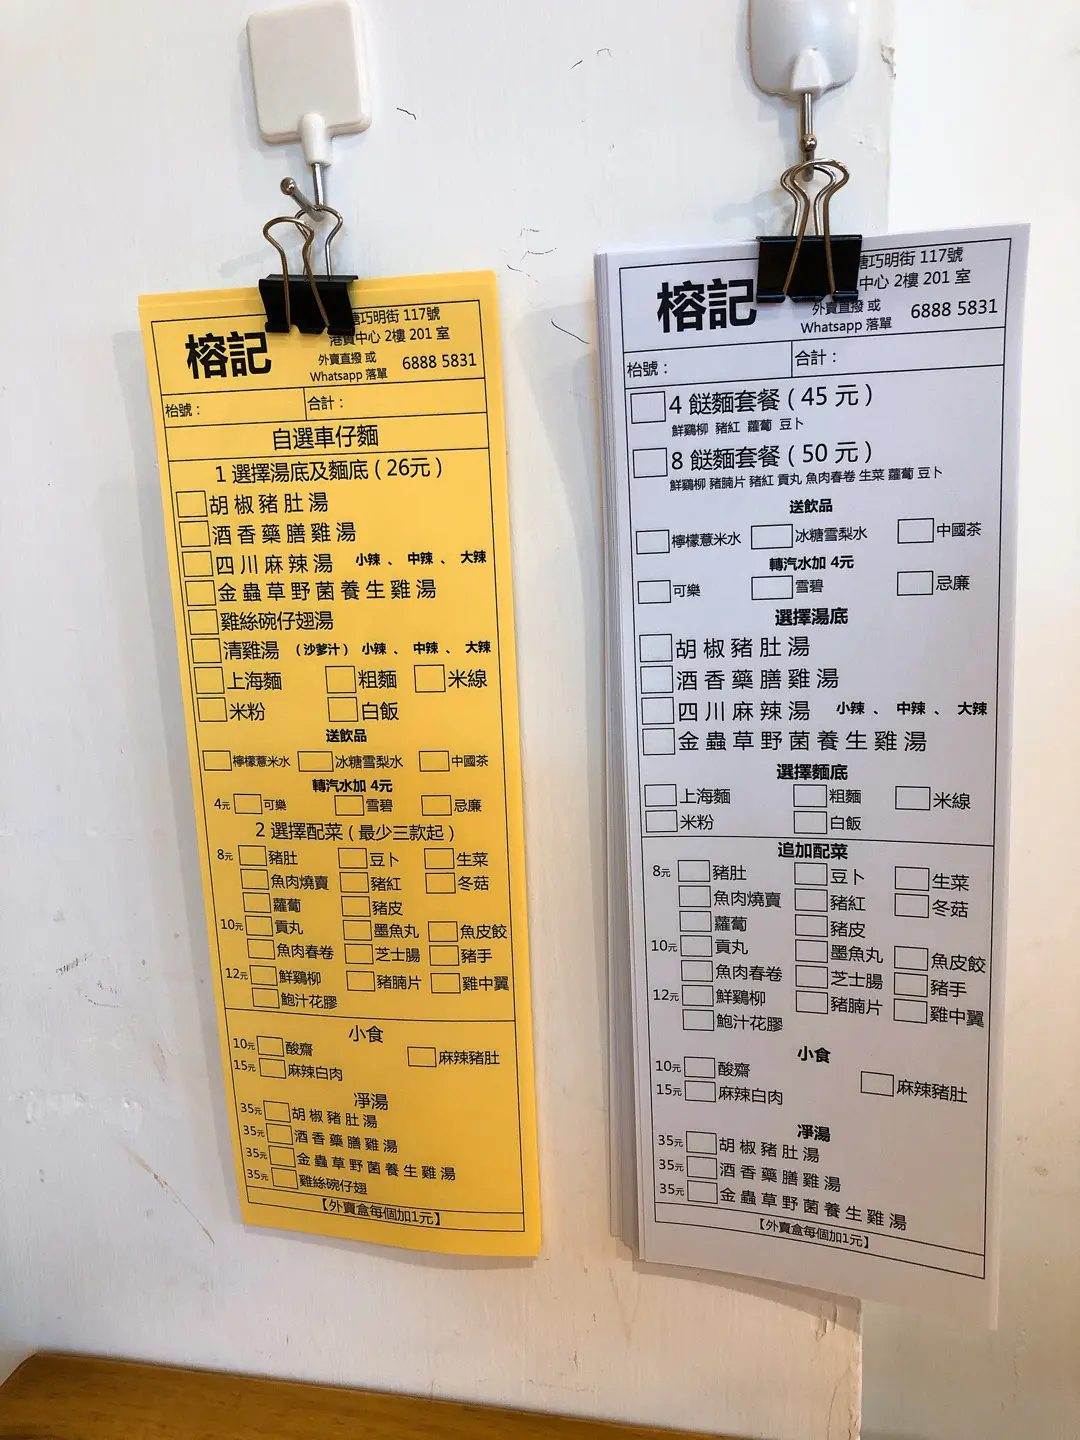 榕記
塘巧明街 117號
港貿中心 2樓 201 室
外賣直撥 或
Whatsapp 落單
6888 5831
枱號：
合計：
自選車仔麵
1 選擇湯底及麵底 ( 26元 )
胡椒豬肚湯
酒香藥膳雞湯
四川麻辣湯 小辣 、 中辣 、 大辣
金蟲草野菌養生雞湯
雞絲碗仔翅湯
清雞湯 (沙爹汁) 小辣 、 中辣 、 大辣
上海麵 粗麵 米線
米粉 白飯
送飲品
檸檬薏米水 冰糖雪梨水 中國茶
轉汽水加 4元
4元 可樂 雪碧 忌廉
2 選擇配菜 ( 最少三款起 )
8元 豬肚 豆卜 生菜
魚肉燒賣 豬紅 冬菇
蘿蔔 豬皮
10元 貢丸 墨魚丸 魚皮餃
魚肉春卷 芝士腸 豬手
12元 鮮鷄柳 豬腩片 雞中翼
鮑汁花膠
小食
10元 酸齋 麻辣豬肚
15元 麻辣白肉
凈湯
35元 胡椒豬肚湯
35元 酒香藥膳雞湯
35元 金蟲草野菌養生雞湯
35元 雞絲碗仔翅
【外賣盒每個加1元】
榕記
塘巧明街 117號
中心 2樓 201 室
外賣直撥 或
Whatsapp 落單
6888 5831
枱號：
合計：
4 餸麵套餐 ( 45 元 )
鮮鷄柳 豬紅 蘿蔔 豆卜
8 餸麵套餐 ( 50 元 )
鮮鷄柳 豬腩片 豬紅 貢丸 魚肉春卷 生菜 蘿蔔 豆卜
送飲品
檸檬薏米水 冰糖雪梨水 中國茶
轉汽水加 4元
可樂 雪碧 忌廉
選擇湯底
胡椒豬肚湯
酒香藥膳雞湯
四川麻辣湯 小辣 、 中辣 、 大辣
金蟲草野菌養生雞湯
選擇麵底
上海麵 粗麵 米線
米粉 白飯
追加配菜
8元 豬肚 豆卜 生菜
魚肉燒賣 豬紅 冬菇
蘿蔔 豬皮
10元 貢丸 墨魚丸 魚皮餃
魚肉春卷 芝士腸 豬手
12元 鮮鷄柳 豬腩片 雞中翼
鮑汁花膠
小食
10元 酸齋 麻辣豬肚
15元 麻辣白肉
凈湯
35元 胡椒豬肚湯
35元 酒香藥膳雞湯
35元 金蟲草野菌養生雞湯
【外賣盒每個加1元】